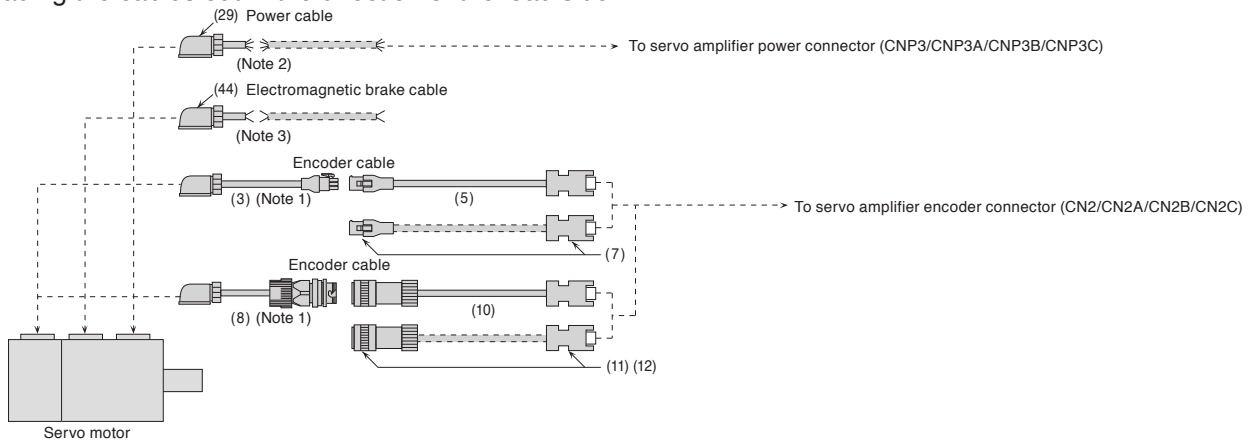 (29) Power cable
To servo amplifier power connector (CNP3/CNP3A/CNP3B/CNP3C)
(Note 2)
(44) Electromagnetic brake cable
(Note 3)
Encoder cable
(3) (Note 1)
(5)
To servo amplifier encoder connector (CN2/CN2A/CN2B/CN2C)
(7)
Encoder cable
(8) (Note 1)
(10)
(11) (12)
Servo motor